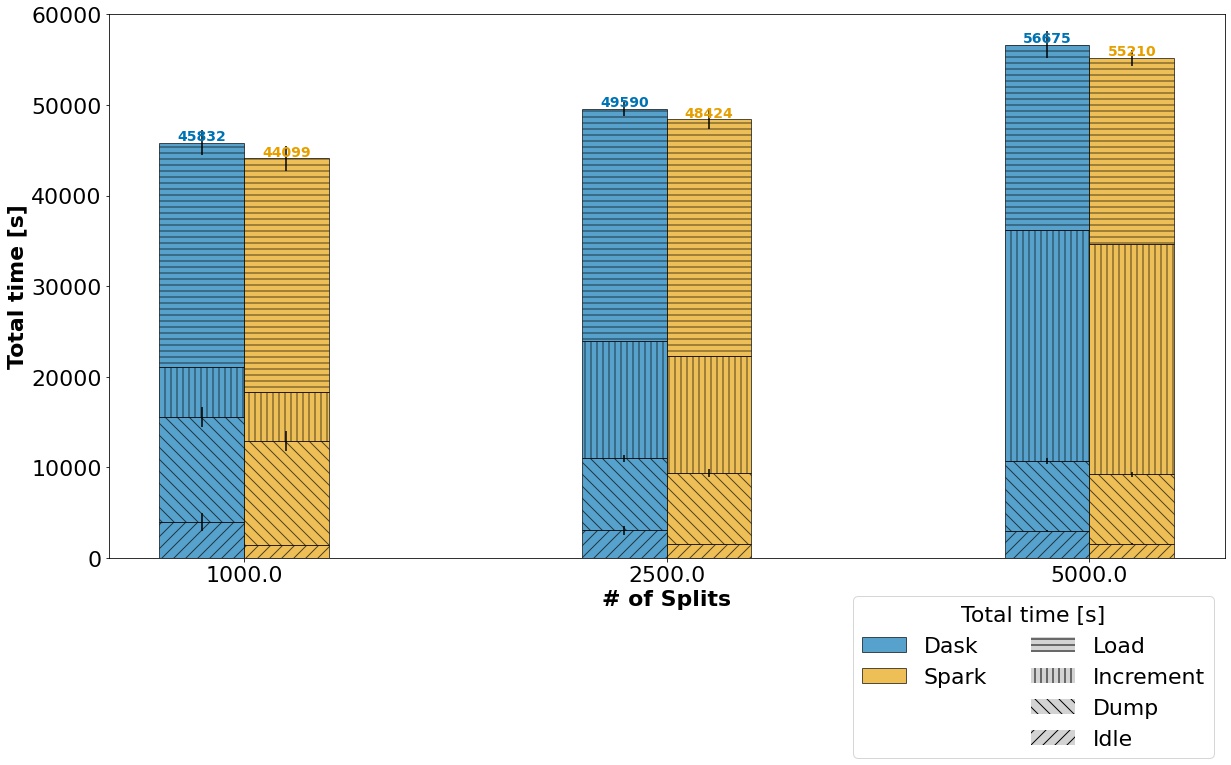 Total time [s]
60000
50000
40000
30000
20000
10000
0
45832
44099
49590
48424
56675
55210
1000.0
2500.0
5000.0
# of Splits
Total time [s]
Dask
Spark
Load
Increment
Dump
Idle